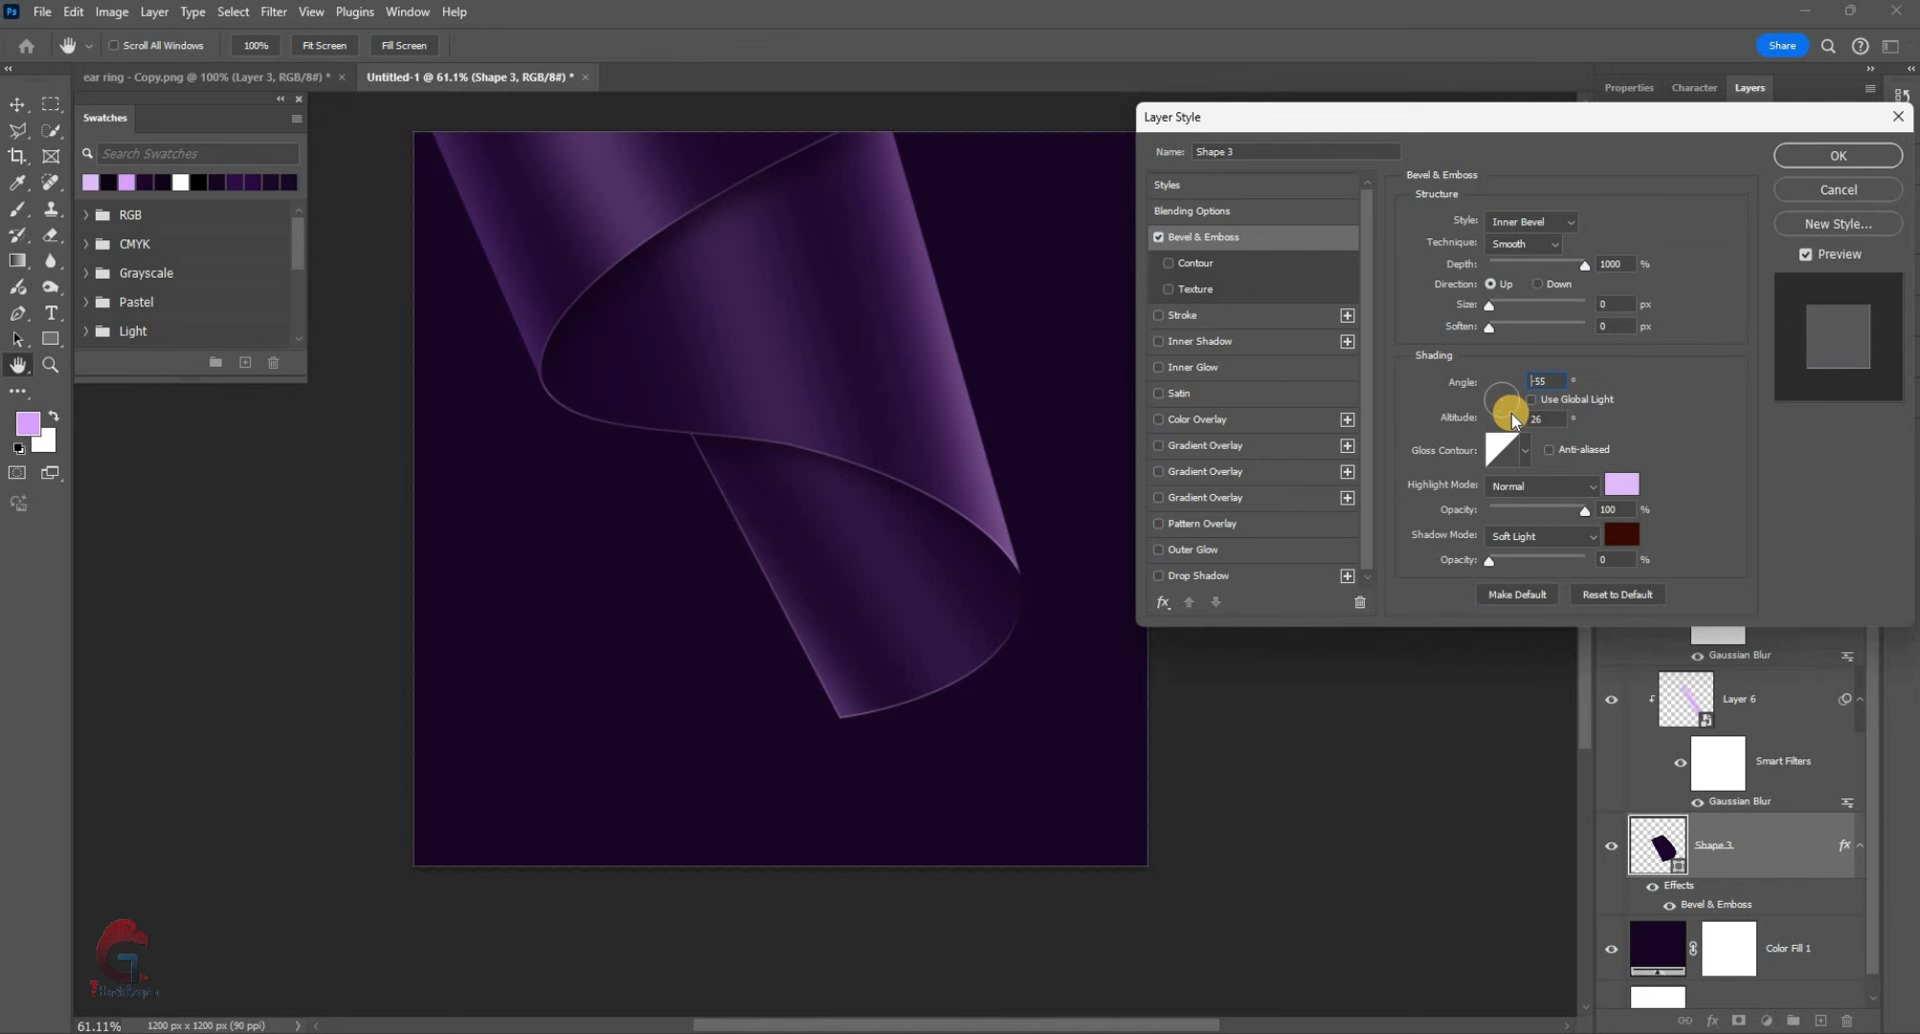 Ps File Edit Image Layer Type Select Filter View Plugins Window Help
Scroll All Windows 100% Fit Screen Fill Screen Share
ear ring - Copy.png @ 100% (Layer 3, RGB/8#) * × Untitled-1 @ 61.1% (Shape 3, RGB/8#) * ×
Properties Character Layers
Swatches
Search Swatches
RGB
CMYK
Grayscale
Pastel
Light
Layer Style
Name: Shape 3
Styles
Blending Options
Bevel & Emboss
Contour
Texture
Stroke
Inner Shadow
Inner Glow
Satin
Color Overlay
Gradient Overlay
Gradient Overlay
Gradient Overlay
Pattern Overlay
Outer Glow
Drop Shadow
fx
Bevel & Emboss
Structure
Style: Inner Bevel
Technique: Smooth
Depth: 1000 %
Direction: Up Down
Size: 0 px
Soften: 0 px
Shading
Angle: -55 °
Use Global Light
Altitude: 26 °
Gloss Contour: Anti-aliased
Highlight Mode: Normal
Opacity: 100 %
Shadow Mode: Soft Light
Opacity: 0 %
Make Default Reset to Default
OK
Cancel
New Style...
Preview
Gaussian Blur
Layer 6
Smart Filters
Gaussian Blur
Shape 3 fx
Effects
Bevel & Emboss
Color Fill 1
fx
61.11% 1200 px x 1200 px (90 ppi)